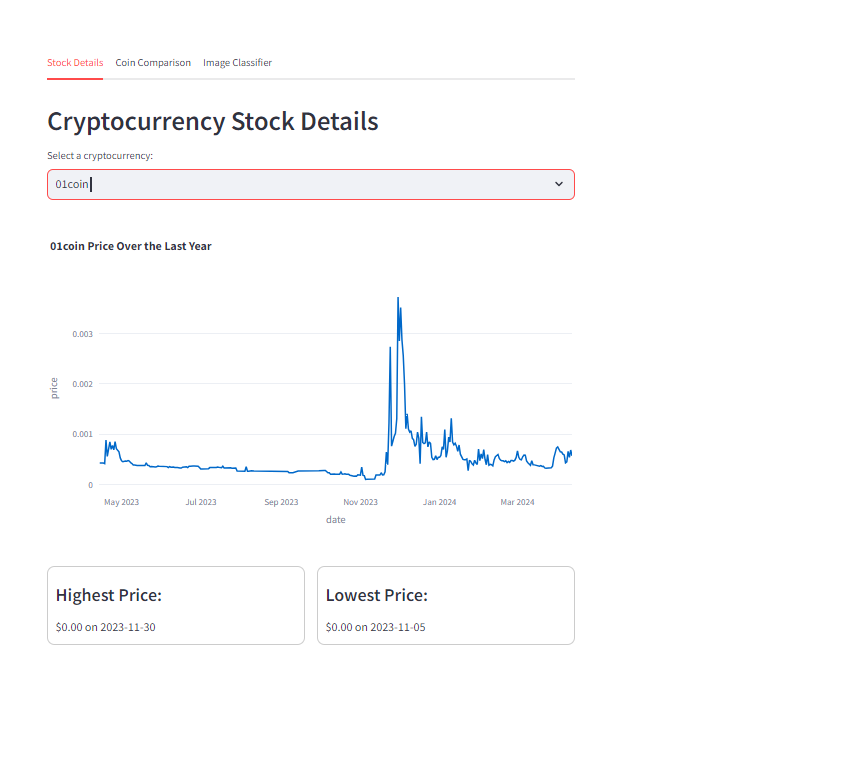 Stock Details Coin Comparison Image Classifier
Cryptocurrency Stock Details
Select a cryptocurrency:
01coin
01coin Price Over the Last Year
0.003
0.002
0.001
0
price
May 2023 Jul 2023 Sep 2023 Nov 2023 Jan 2024 Mar 2024
date
Highest Price: Lowest Price:
$0.00 on 2023-11-30 $0.00 on 2023-11-05